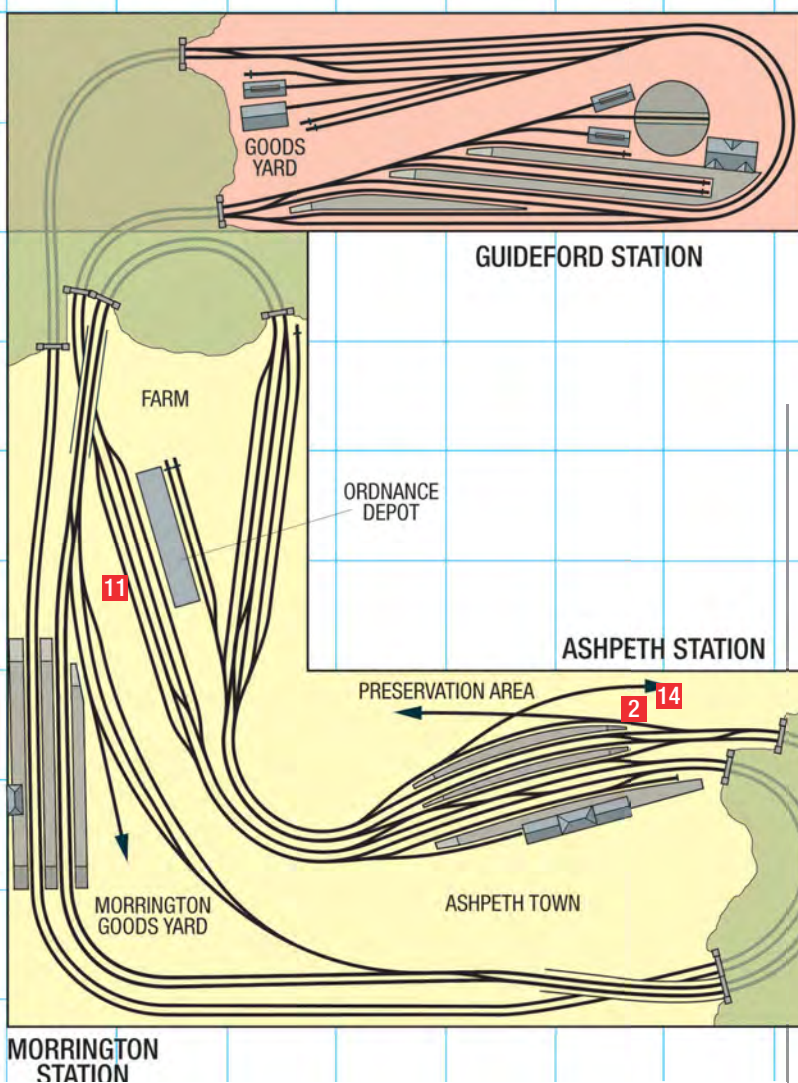 GOODS
YARD
GUIDEFORD STATION
FARM
ORDNANCE
DEPOT
11
ASHPETH STATION
PRESERVATION AREA
14
2
MORRINGTON
GOODS YARD
ASHPETH TOWN
MORRINGTON
STATION